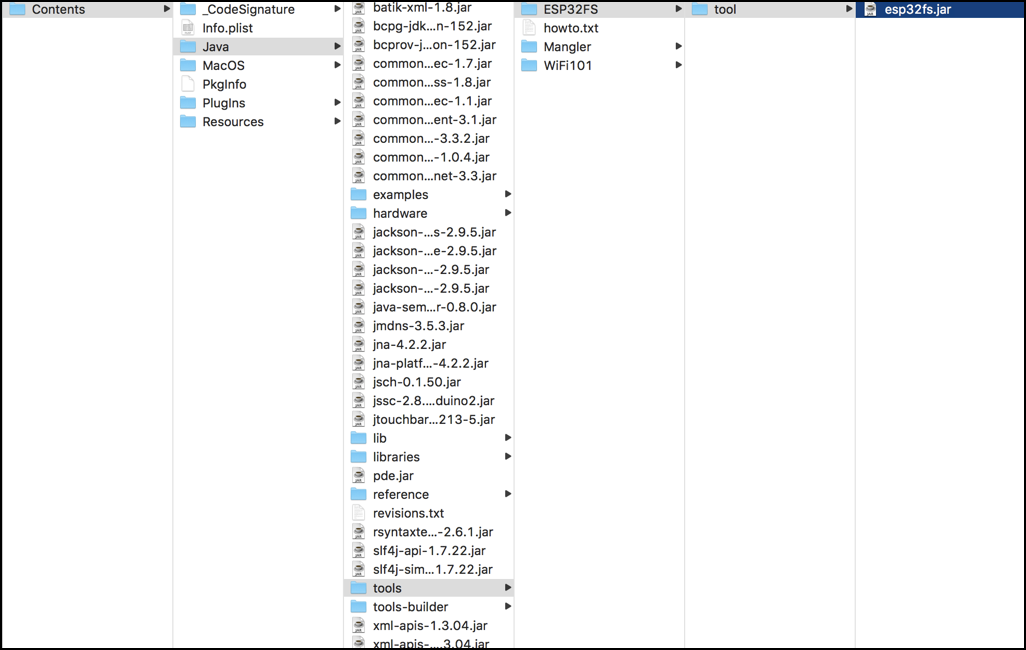 Contents
_CodeSignature
Info.plist
Java
MacOS
PkgInfo
PlugIns
Resources
batik-xml-1.8.jar
bcpg-jdk...n-152.jar
bcprov-j...on-152.jar
common...ec-1.7.jar
common...ss-1.8.jar
common...ec-1.1.jar
common...ent-3.1.jar
common...-3.3.2.jar
common...-1.0.4.jar
common...net-3.3.jar
examples
hardware
jackson-...s-2.9.5.jar
jackson-...e-2.9.5.jar
jackson-...-2.9.5.jar
jackson-...-2.9.5.jar
java-sem...r-0.8.0.jar
jmdns-3.5.3.jar
jna-4.2.2.jar
jna-platf...-4.2.2.jar
jsch-0.1.50.jar
jssc-2.8....duino2.jar
jtouchbar...213-5.jar
lib
libraries
pde.jar
reference
revisions.txt
rsyntaxte...-2.6.1.jar
slf4j-api-1.7.22.jar
slf4j-sim...1.7.22.jar
tools
tools-builder
xml-apis-1.3.04.jar
xml-apis-....3.04.jar
ESP32FS
howto.txt
Mangler
WiFi101
tool
esp32fs.jar